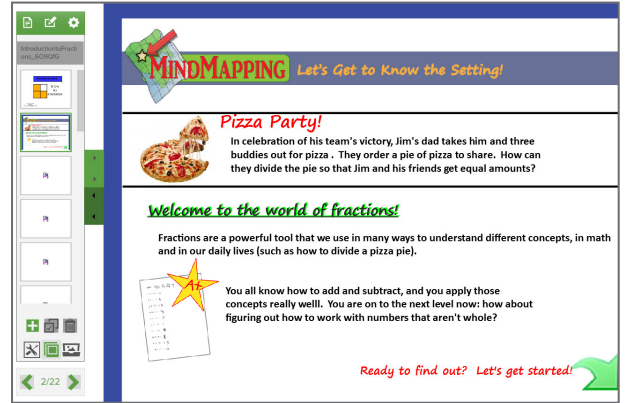 IntroductiontoFracti
ons_6O9QfG
MINDMAPPING Let's Get to Know the Setting!
Pizza Party!
In celebration of his team's victory, Jim's dad takes him and three
buddies out for pizza . They order a pie of pizza to share. How can
they divide the pie so that Jim and his friends get equal amounts?
Welcome to the world of fractions!
Fractions are a powerful tool that we use in many ways to understand different concepts, in math
and in our daily lives (such as how to divide a pizza pie).
A+
You all know how to add and subtract, and you apply those
concepts really welll. You are on to the next level now: how about
figuring out how to work with numbers that aren't whole?
Ready to find out? Let's get started!
2/22